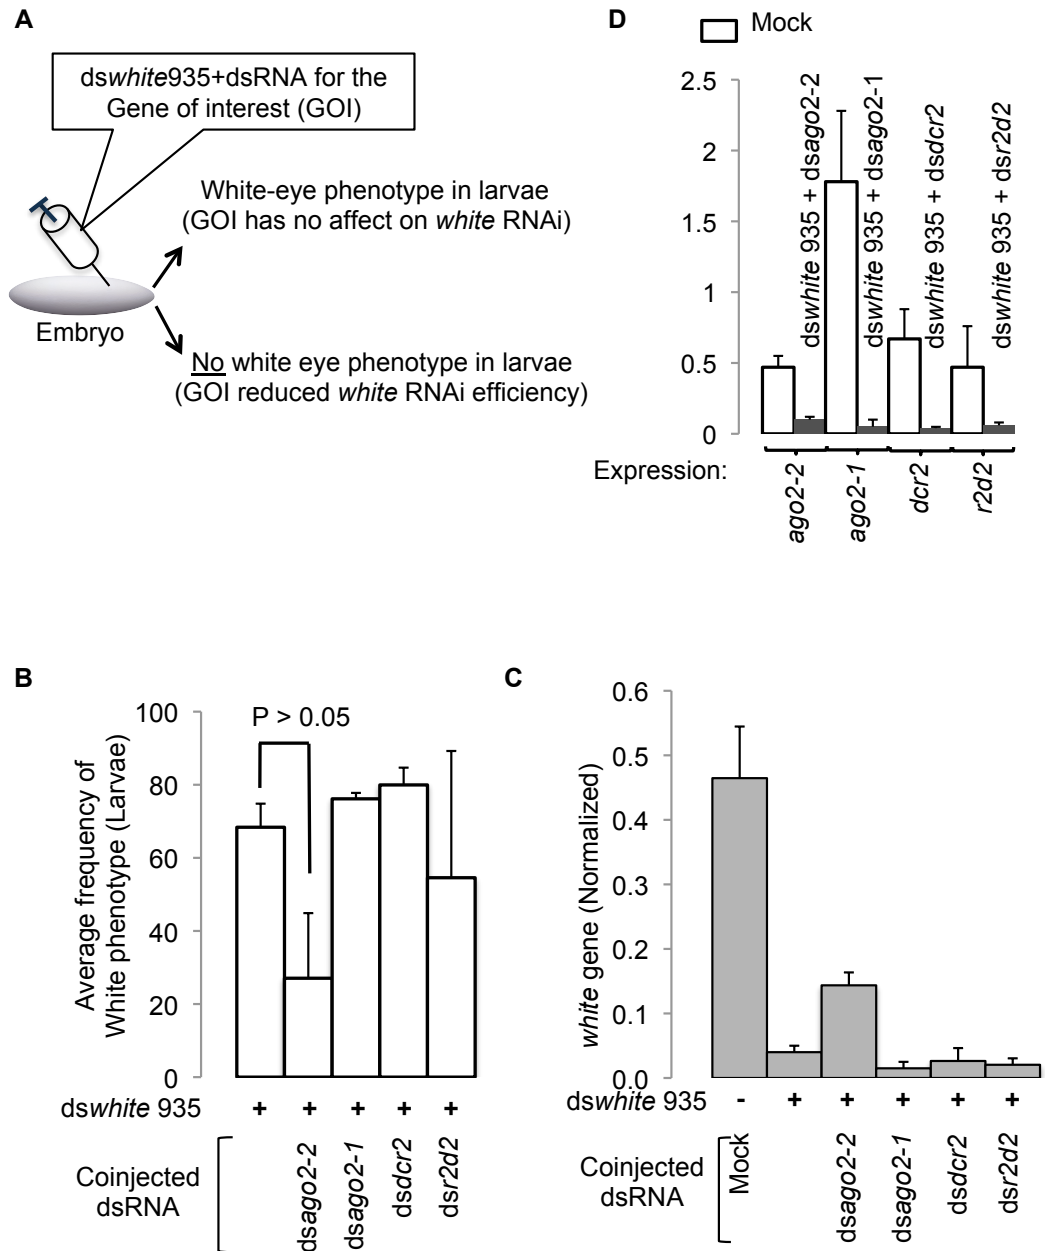 A
dswhite935+dsRNA for the
Gene of interest (GOI)
White-eye phenotype in larvae
(GOI has no affect on white RNAi)
Embryo
No white eye phenotype in larvae
(GOI reduced white RNAi efficiency)
D
Mock
2.5
2
1.5
1
0.5
0
dswhite 935 + dsago2-2
dswhite 935 + dsago2-1
dswhite 935 + dsdcr2
dswhite 935 + dsr2d2
Expression:
ago2-2
ago2-1
dcr2
r2d2
B
Average frequency of
White phenotype (Larvae)
100
80
60
40
20
0
P > 0.05
dswhite 935
+ + + + +
Coinjected
dsRNA
dsago2-2
dsago2-1
dsdcr2
dsr2d2
C
white gene (Normalized)
0.6
0.5
0.4
0.3
0.2
0.1
0.0
dswhite 935
- + + + + +
Coinjected
dsRNA
Mock
dsago2-2
dsago2-1
dsdcr2
dsr2d2